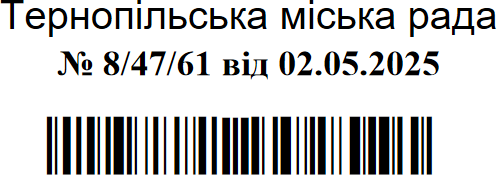 Тернопільська міська рада
№ 8/47/61 від 02.05.2025